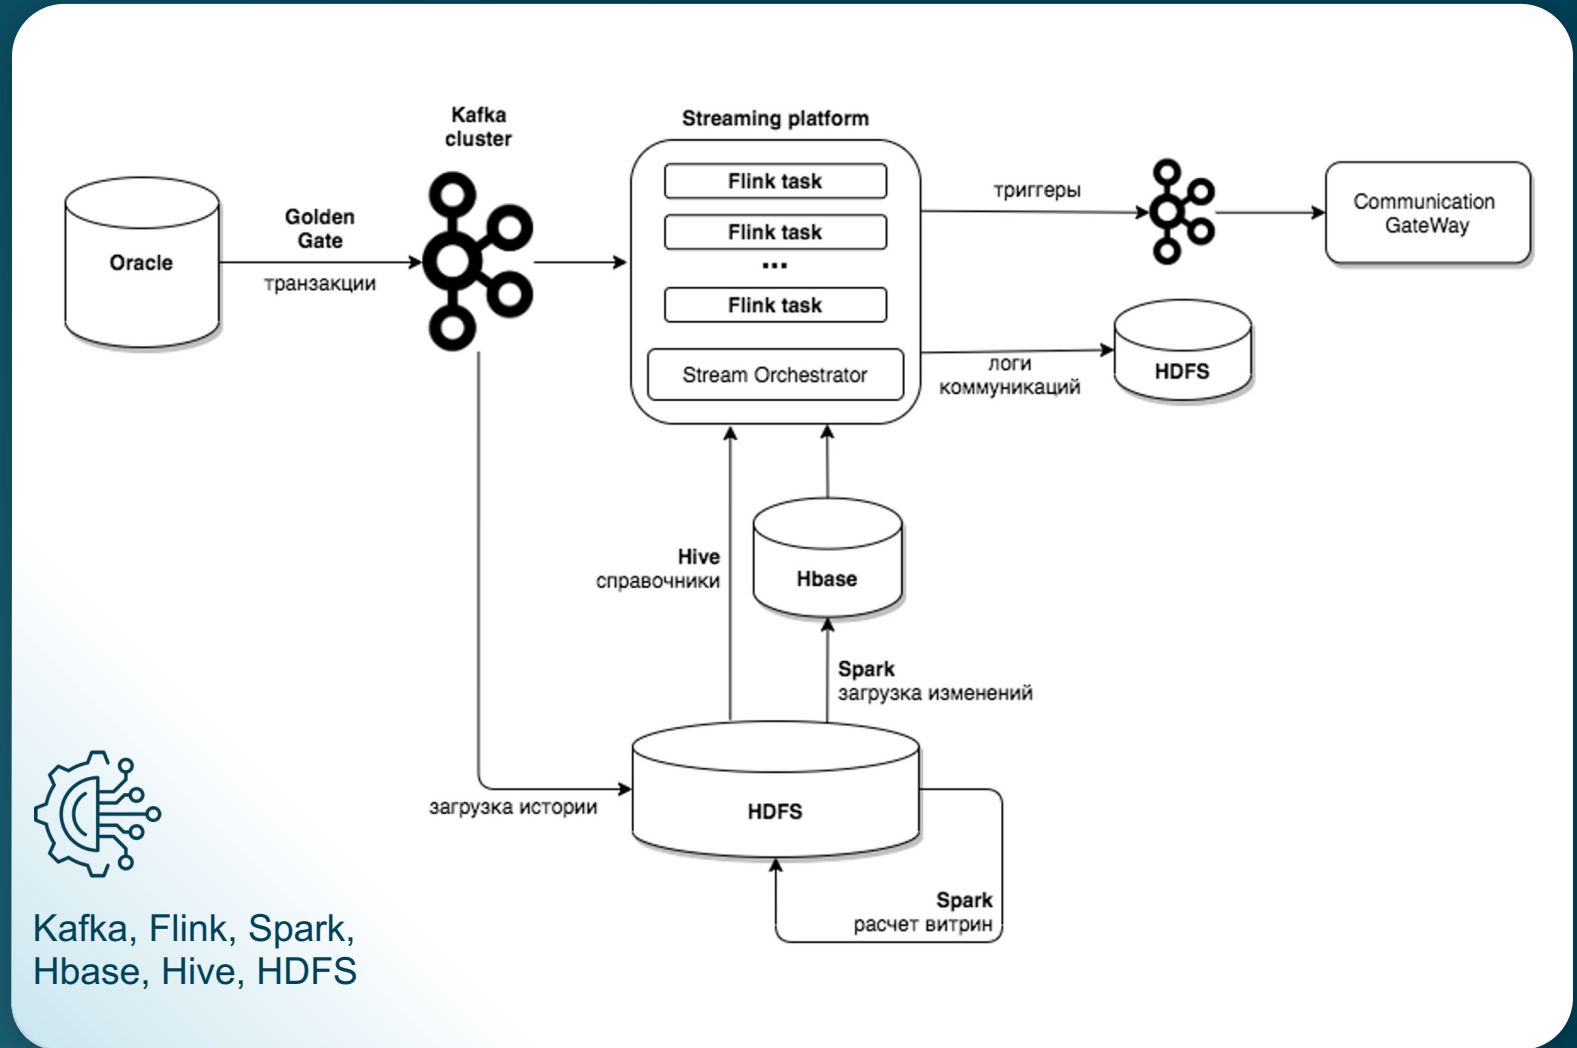 Kafka
cluster
Streaming platform
Oracle
Golden
Gate
транзакции
Flink task
Flink task
...
Flink task
Stream Orchestrator
триггеры
Communication
GateWay
логи
коммуникаций
HDFS
Hive
справочники
Hbase
Spark
загрузка изменений
загрузка истории
HDFS
Spark
расчет витрин
Kafka, Flink, Spark,
Hbase, Hive, HDFS